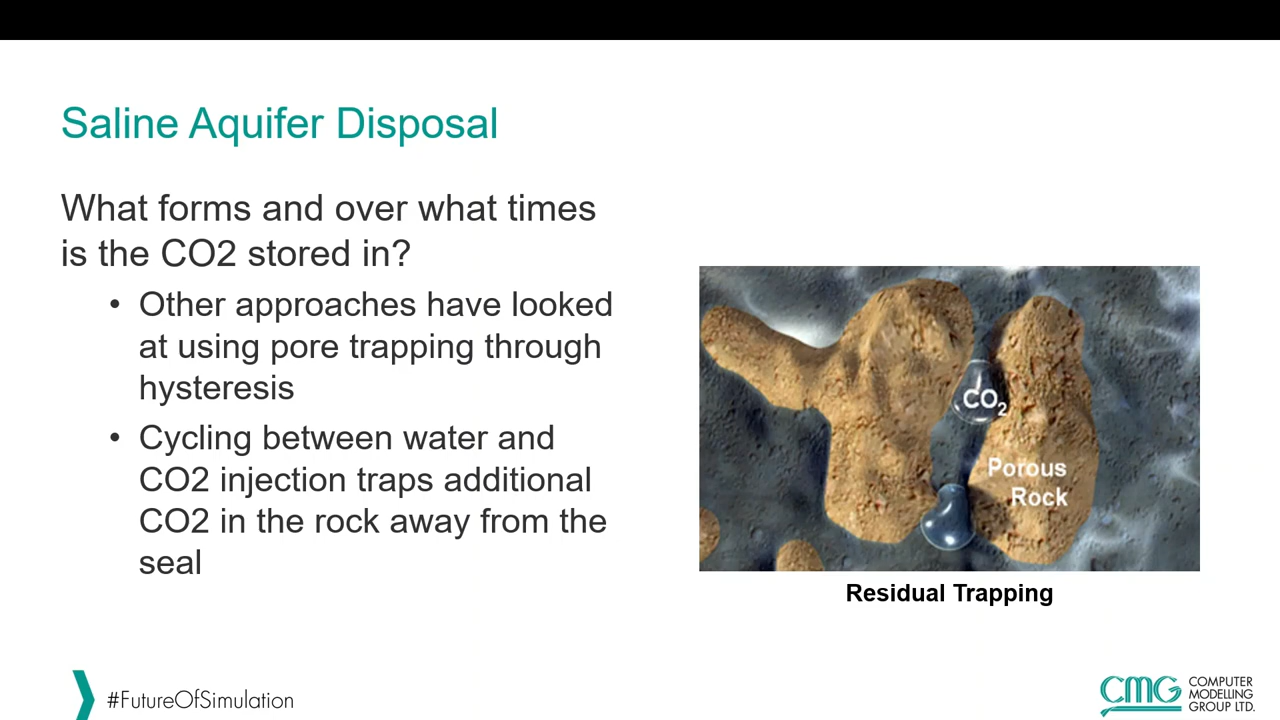 Saline Aquifer Disposal
What forms and over what times
is the CO2 stored in?
• Other approaches have looked
at using pore trapping through
hysteresis
• Cycling between water and
CO2 injection traps additional
CO2 in the rock away from the
seal
CO2
Porous
Rock
Residual Trapping
#FutureOfSimulation
CMG COMPUTER
MODELLING
GROUP LTD.